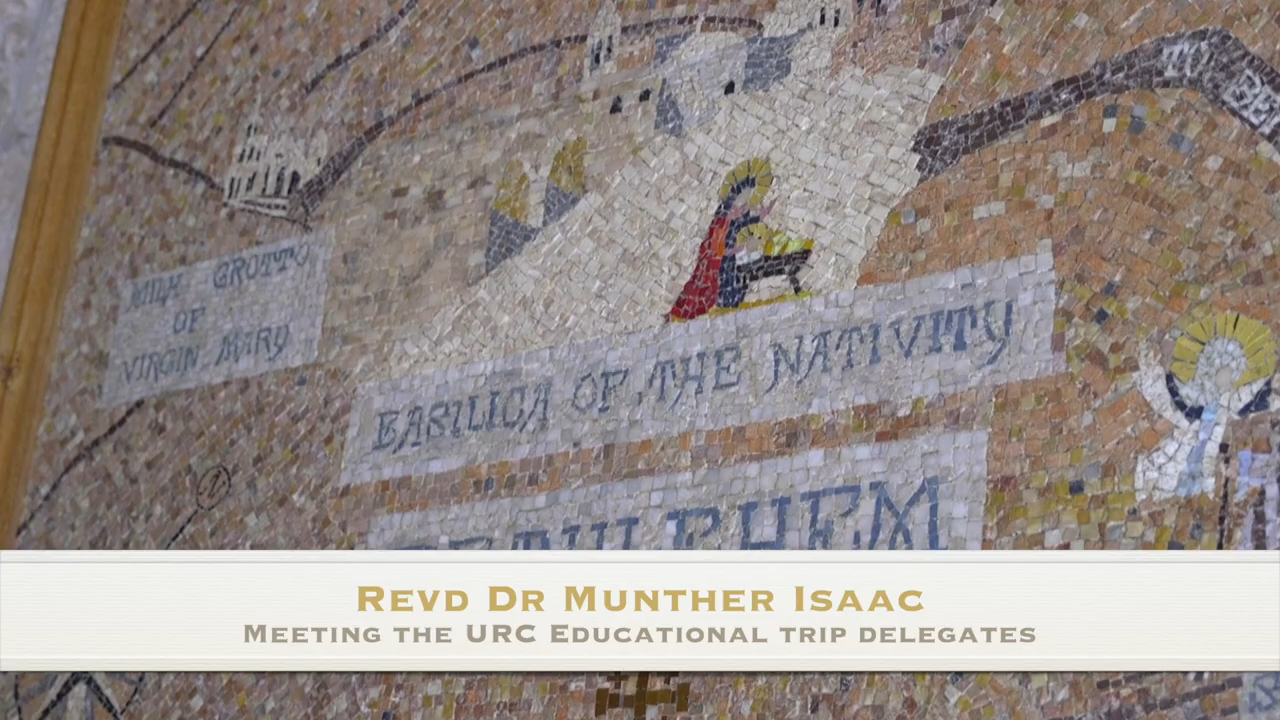 MILK GROTTO
OF
VIRGIN MARY
BASILICA OF THE NATIVITY
Revd Dr Munther Isaac
Meeting the URC Educational trip delegates